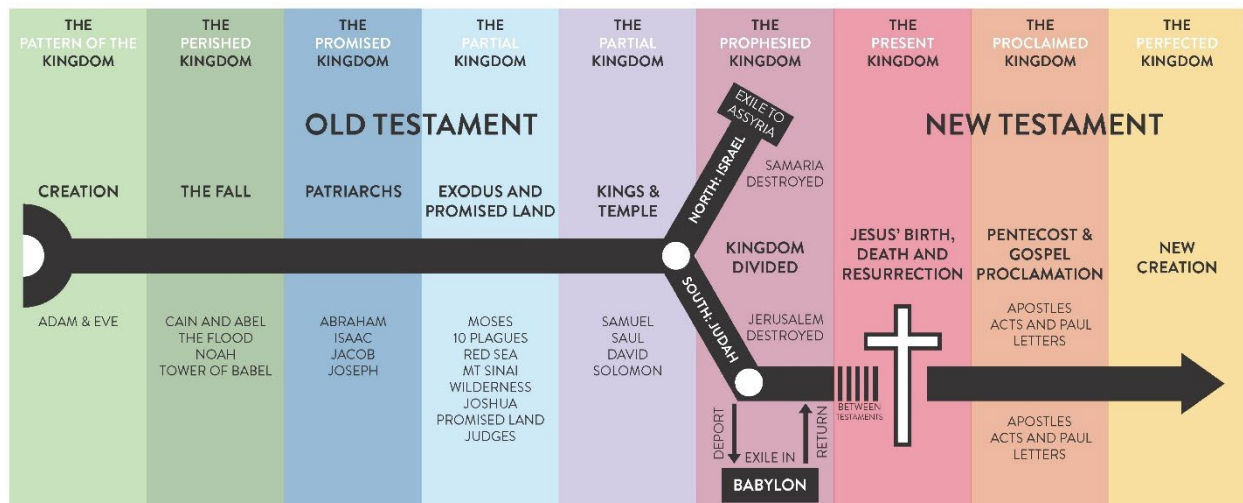 THE
PATTERN OF THE
KINGDOM
THE
PERISHED
KINGDOM
THE
PROMISED
KINGDOM
THE
PARTIAL
KINGDOM
THE
PARTIAL
KINGDOM
THE
PROPHESIED
KINGDOM
THE
PRESENT
KINGDOM
THE
PROCLAIMED
KINGDOM
THE
PERFECTED
KINGDOM
OLD TESTAMENT
NEW TESTAMENT
CREATION
THE FALL
PATRIARCHS
EXODUS AND
PROMISED LAND
KINGS &
TEMPLE
EXILE TO
ASSYRIA
NORTH: ISRAEL
SAMARIA
DESTROYED
KINGDOM
DIVIDED
SOUTH: JUDAH
JERUSALEM
DESTROYED
JESUS' BIRTH,
DEATH AND
RESURRECTION
PENTECOST &
GOSPEL
PROCLAMATION
NEW
CREATION
ADAM & EVE
CAIN AND ABEL
THE FLOOD
NOAH
TOWER OF BABEL
ABRAHAM
ISAAC
JACOB
JOSEPH
MOSES
10 PLAGUES
RED SEA
MT SINAI
WILDERNESS
JOSHUA
PROMISED LAND
JUDGES
SAMUEL
SAUL
DAVID
SOLOMON
APOSTLES
ACTS AND PAUL
LETTERS
BETWEEN
TESTAMENTS
DEPORT
EXILE IN
RETURN
BABYLON
APOSTLES
ACTS AND PAUL
LETTERS